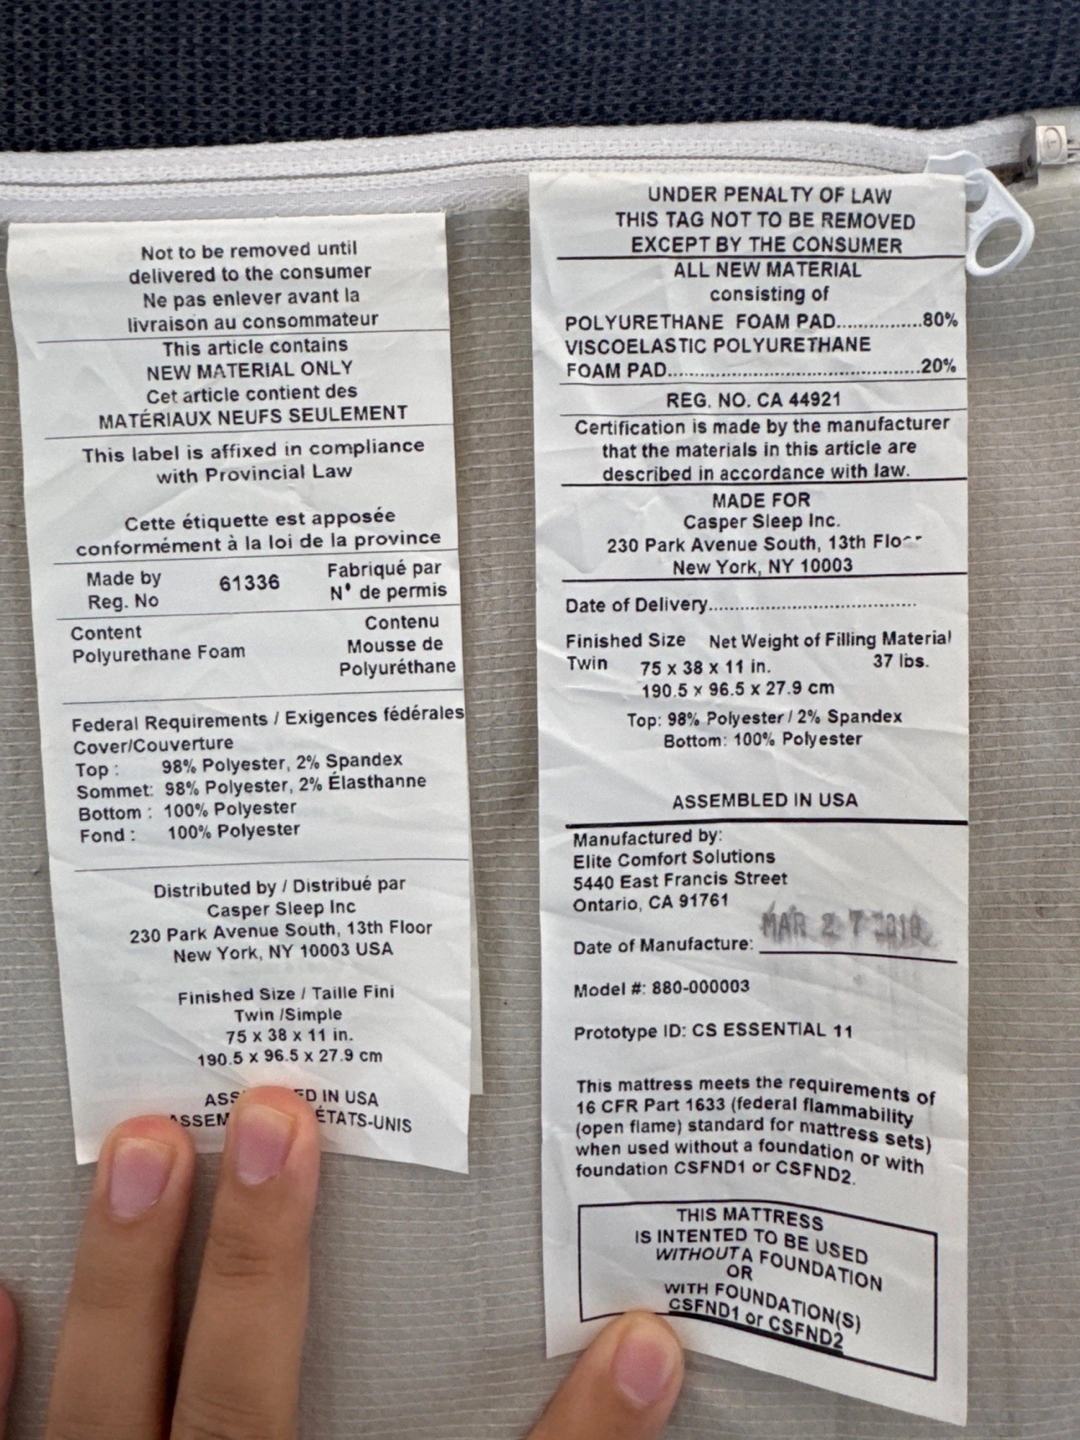 Not to be removed until
delivered to the consumer
Ne pas enlever avant la
livraison au consommateur
This article contains
NEW MATERIAL ONLY
Cet article contient des
MATÉRIAUX NEUFS SEULEMENT
This label is affixed in compliance
with Provincial Law
Cette étiquette est apposée
conformément à la loi de la province
Made by Fabriqué par
Reg. No 61336 N° de permis
Content Contenu
Polyurethane Foam Mousse de
Polyuréthane
Federal Requirements / Exigences fédérales
Cover/Couverture
Top : 98% Polyester, 2% Spandex
Sommet: 98% Polyester, 2% Élasthanne
Bottom : 100% Polyester
Fond : 100% Polyester
Distributed by / Distribué par
Casper Sleep Inc
230 Park Avenue South, 13th Floor
New York, NY 10003 USA
Finished Size / Taille Fini
Twin /Simple
75 x 38 x 11 in.
190.5 x 96.5 x 27.9 cm
IN USA
ÉTATS-UNIS
UNDER PENALTY OF LAW
THIS TAG NOT TO BE REMOVED
EXCEPT BY THE CONSUMER
ALL NEW MATERIAL
consisting of
POLYURETHANE FOAM PAD................80%
VISCOELASTIC POLYURETHANE
FOAM PAD................................................20%
REG. NO. CA 44921
Certification is made by the manufacturer
that the materials in this article are
described in accordance with law.
MADE FOR
Casper Sleep Inc.
230 Park Avenue South, 13th Floor
New York, NY 10003
Date of Delivery.......................................
Finished Size Net Weight of Filling Material
Twin 75 x 38 x 11 in. 37 lbs.
190.5 x 96.5 x 27.9 cm
Top: 98% Polyester / 2% Spandex
Bottom: 100% Polyester
ASSEMBLED IN USA
Manufactured by:
Elite Comfort Solutions
5440 East Francis Street
Ontario, CA 91761
Date of Manufacture: MAR 27
Model #: 880-000003
Prototype ID: CS ESSENTIAL 11
This mattress meets the requirements of
16 CFR Part 1633 (federal flammability
(open flame) standard for mattress sets)
when used without a foundation or with
foundation CSFND1 or CSFND2.
THIS MATTRESS
IS INTENTED TO BE USED
WITHOUT A FOUNDATION
OR
WITH FOUNDATION(S)
CSFND1 or CSFND2